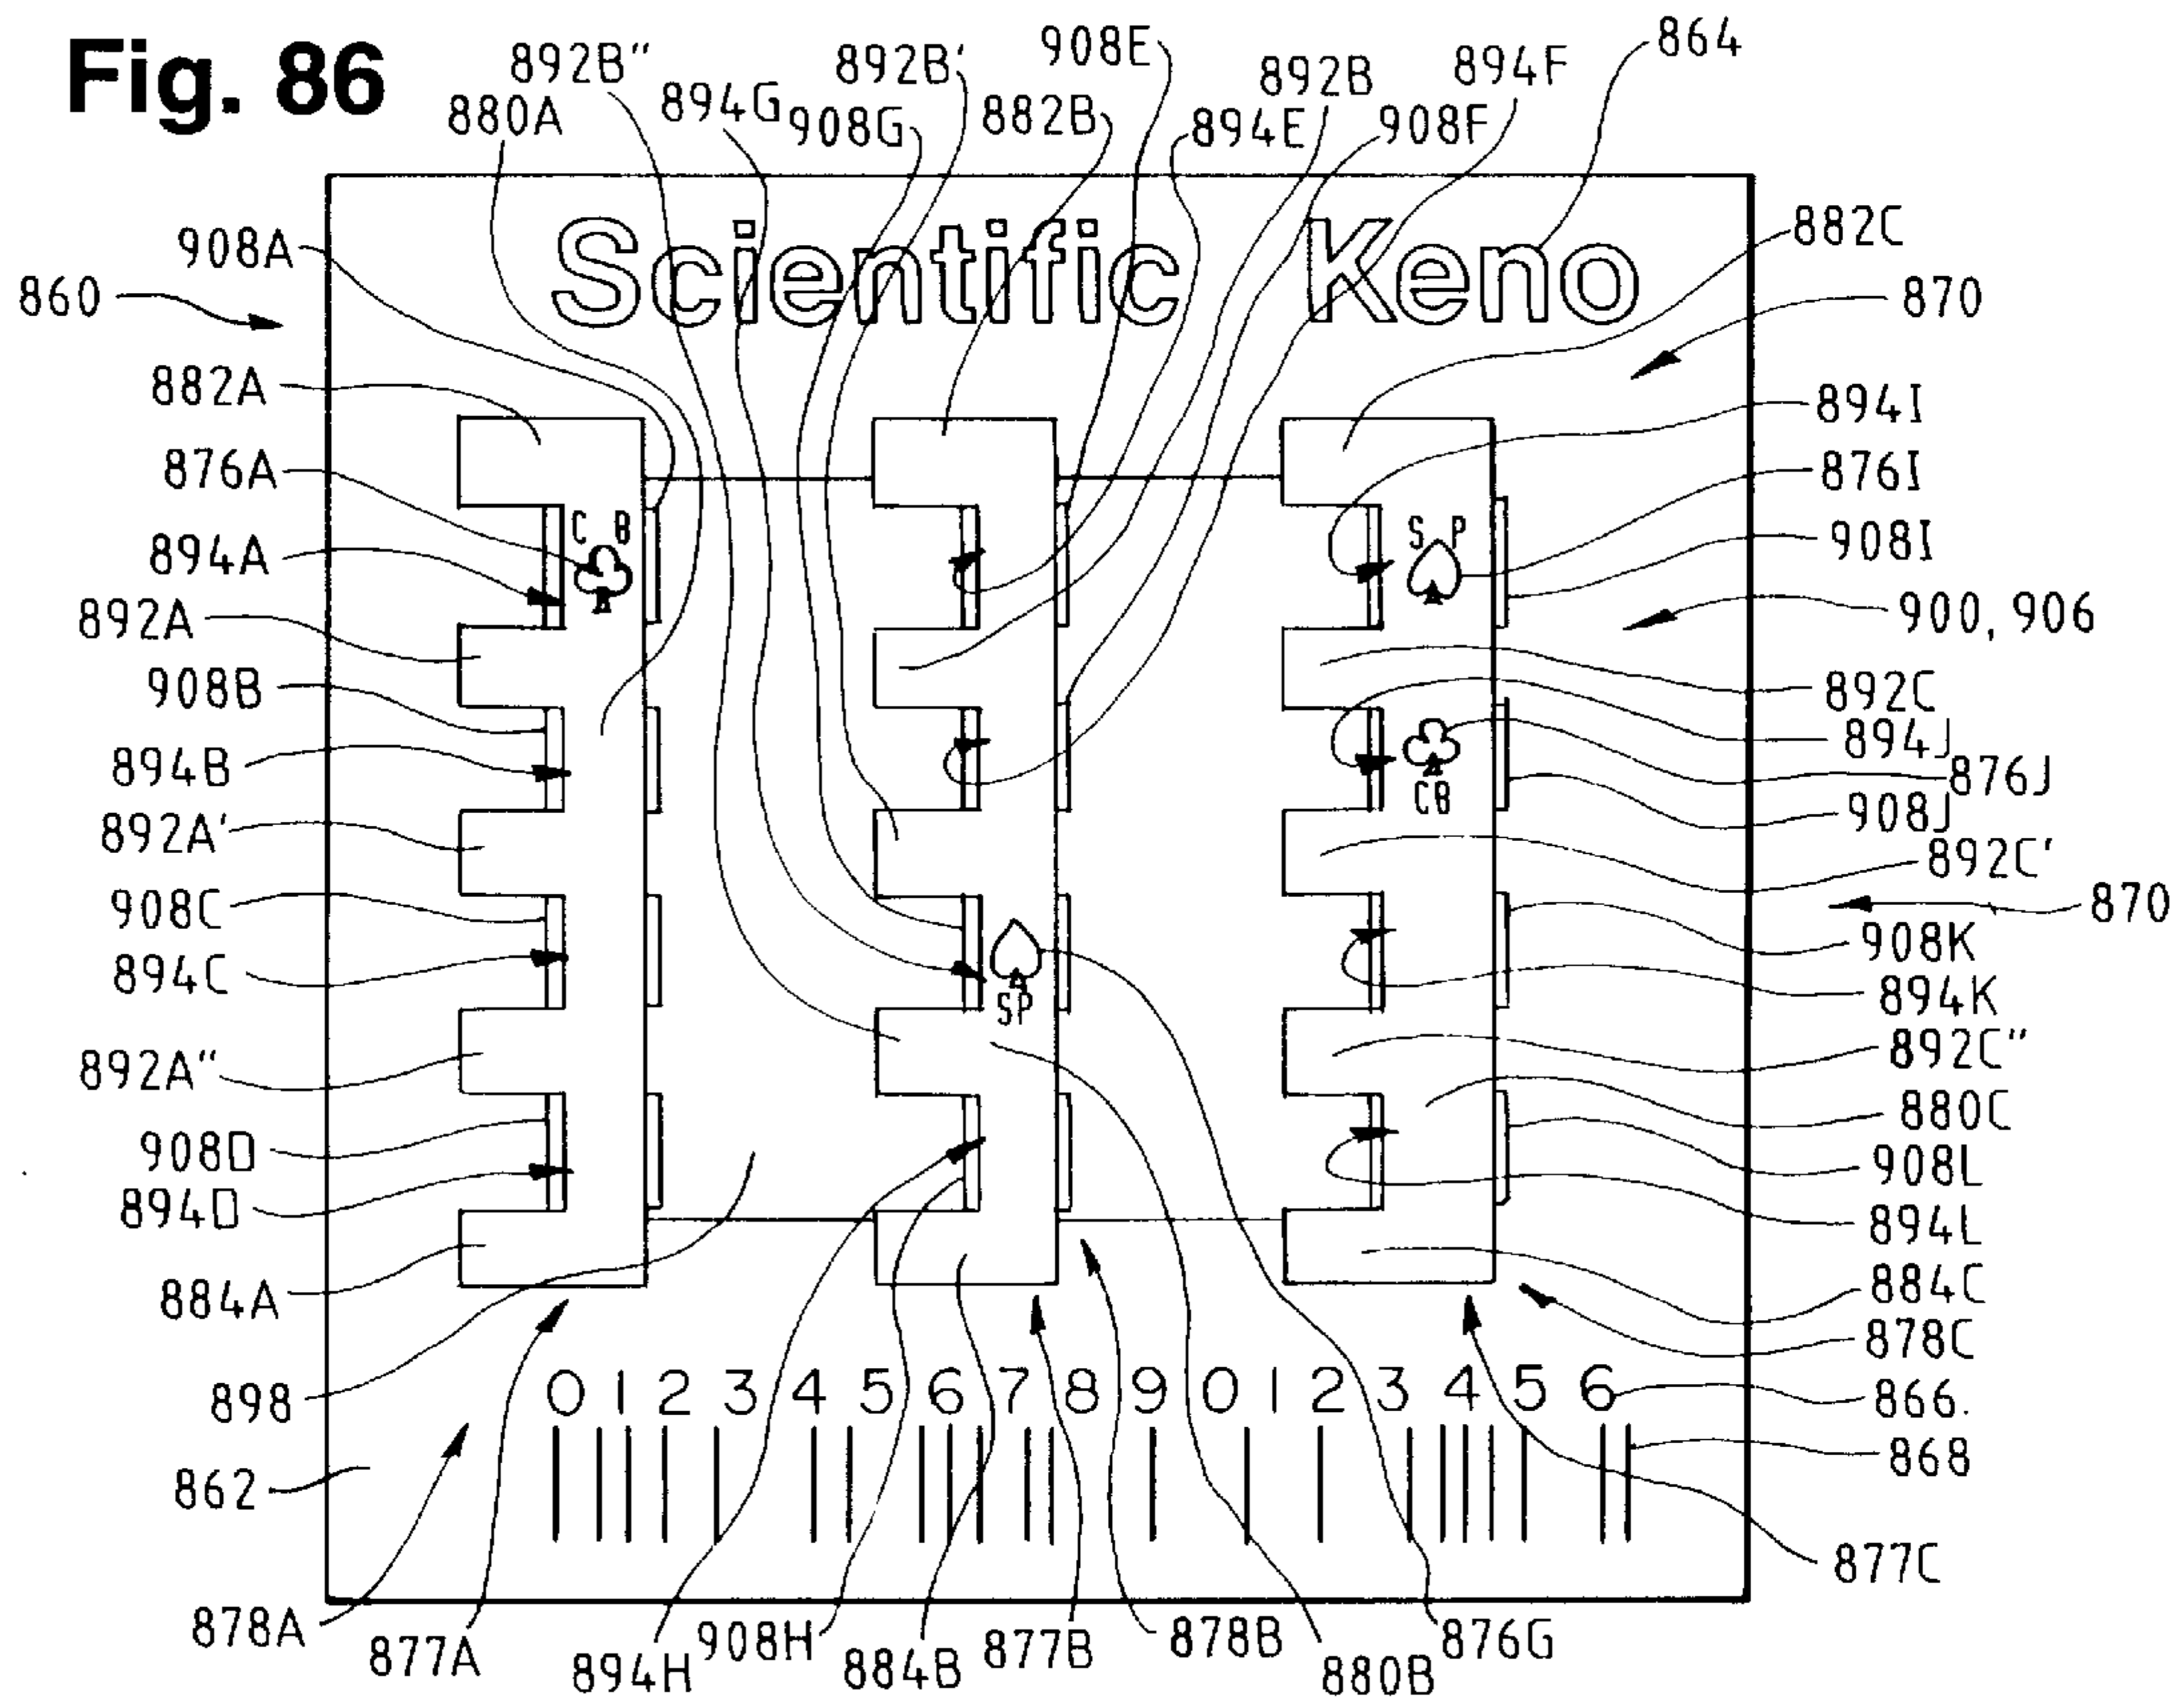 Fig. 86
892B"
892B'
908E
892B
894F
864
880A
894G
908G
882B
894E
908F
Scientific Keno
908A
882C
860
870
882A
894I
876A
876I
C B
S P
894A
908I
892A
900, 906
908B
892C
894B
894J
876J
CB
892A'
908J
892C'
908C
870
894C
908K
SP
894K
892A"
892C"
908D
880C
894D
908L
884A
894L
884C
878C
898
0 1 2 3 4 5 6 7 8 9 0 1 2 3 4 5 6
866.
862
868
877C
878A
877A
894H
908H
884B
877B
878B
880B
876G